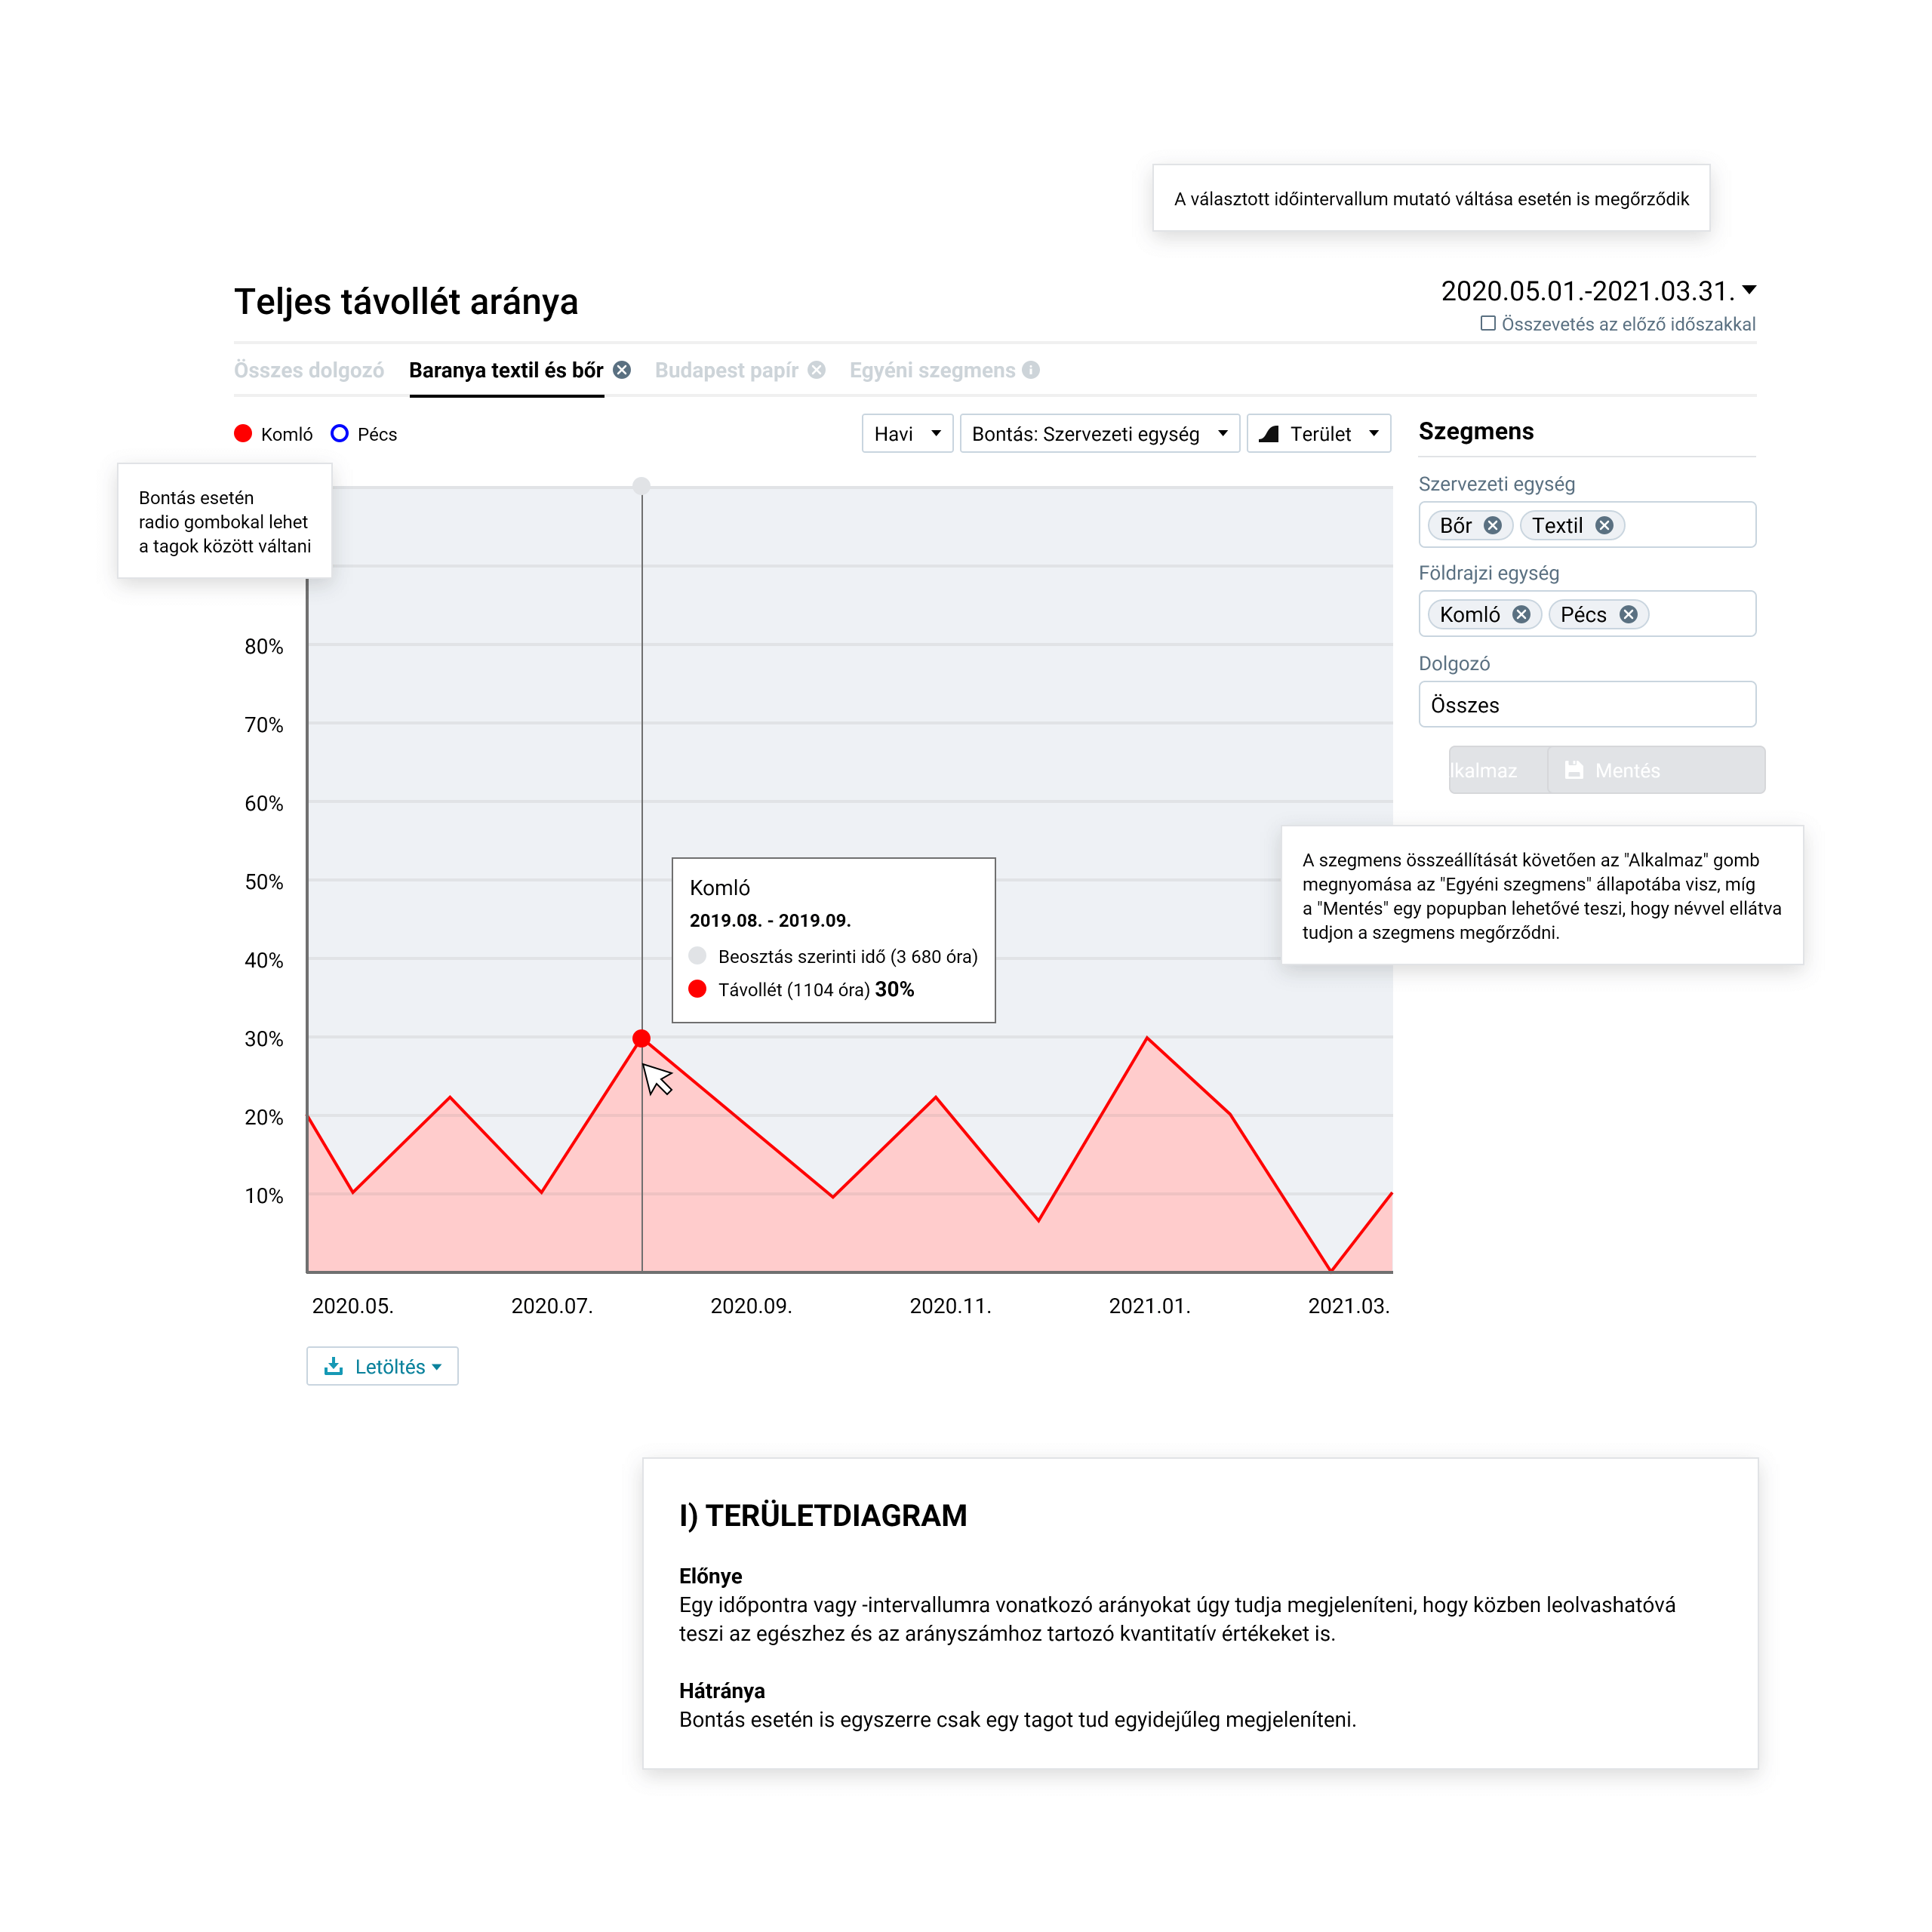 A választott időintervallum mutató váltása esetén is megőrződik
Teljes távollét aránya
2020.05.01.-2021.03.31.
Összevetés az előző időszakkal
Összes dolgozó
Baranya textil és bőr
Budapest papír
Egyéni szegmens
Komló
Pécs
Havi
Bontás: Szervezeti egység
Terület
Szegmens
Bontás esetén
radio gombokal lehet
a tagok között váltani
Szervezeti egység
Bőr
Textil
Földrajzi egység
Komló
Pécs
Dolgozó
Összes
lkalmaz
Mentés
A szegmens összeállítását követően az "Alkalmaz" gomb
megnyomása az "Egyéni szegmens" állapotába visz, míg
a "Mentés" egy popupban lehetővé teszi, hogy névvel ellátva
tudjon a szegmens megőrződni.
80%
70%
60%
50%
40%
30%
20%
10%
Komló
2019.08. - 2019.09.
Beosztás szerinti idő (3 680 óra)
Távollét (1104 óra) 30%
2020.05.
2020.07.
2020.09.
2020.11.
2021.01.
2021.03.
Letöltés
I) TERÜLETDIAGRAM
Előnye
Egy időpontra vagy -intervallumra vonatkozó arányokat úgy tudja megjeleníteni, hogy közben leolvashatóvá
teszi az egészhez és az arányszámhoz tartozó kvantitatív értékeket is.
Hátránya
Bontás esetén is egyszerre csak egy tagot tud egyidejűleg megjeleníteni.